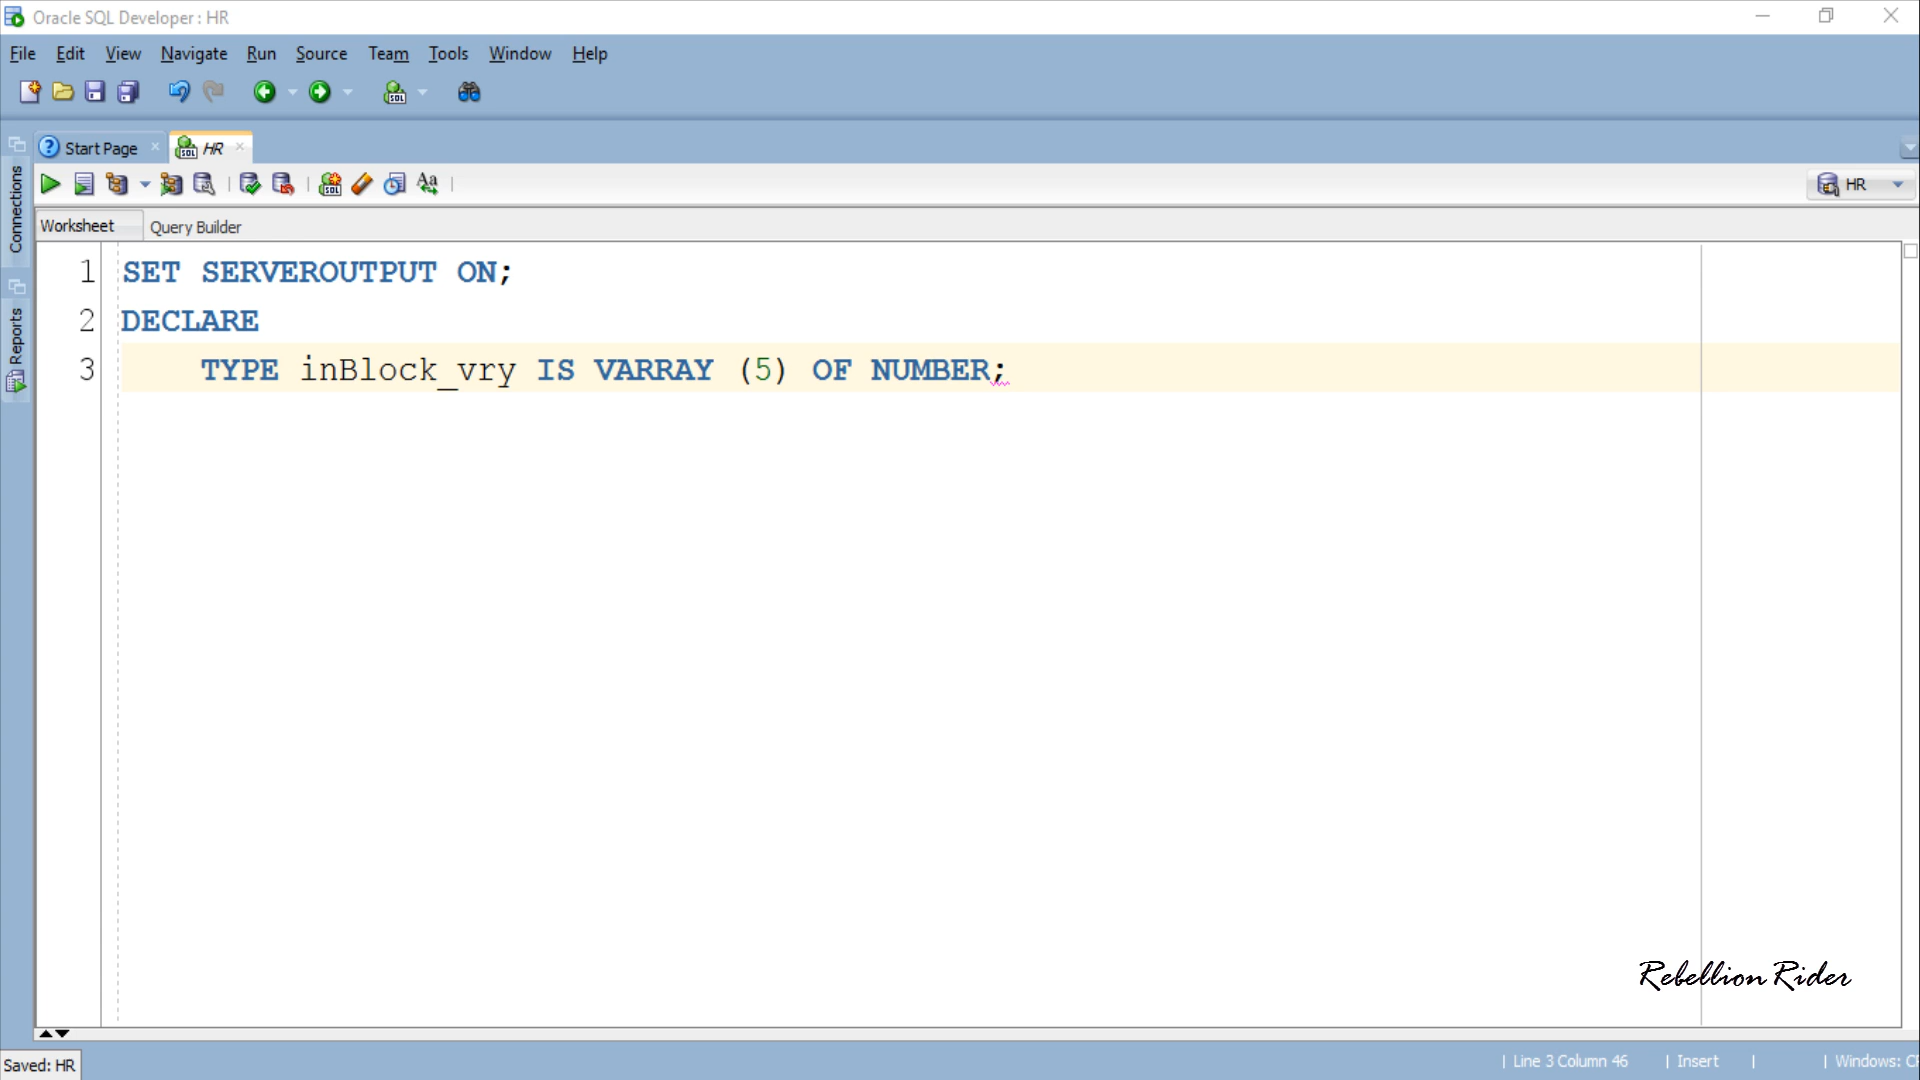 Oracle SQL Developer : HR
File Edit View Navigate Run Source Team Tools Window Help
Start Page HR
HR
Worksheet Query Builder
Connections
Reports
1 SET SERVEROUTPUT ON;
2 DECLARE
3 TYPE inBlock_vry IS VARRAY (5) OF NUMBER;
Rebellion Rider
Saved: HR
Line 3 Column 46 | Insert | Windows: